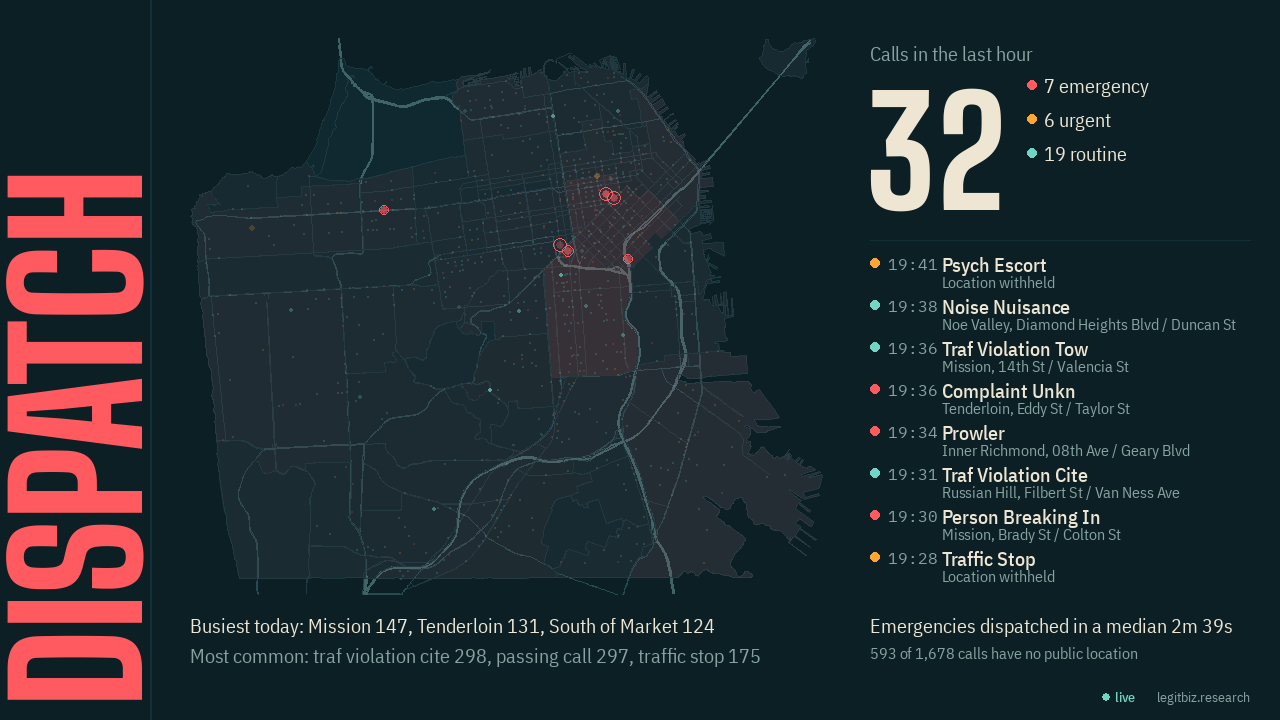 DISPATCH
Calls in the last hour
32
7 emergency
6 urgent
19 routine
19:41 Psych Escort
Location withheld
19:38 Noise Nuisance
Noe Valley, Diamond Heights Blvd / Duncan St
19:36 Traf Violation Tow
Mission, 14th St / Valencia St
19:36 Complaint Unkn
Tenderloin, Eddy St / Taylor St
19:34 Prowler
Inner Richmond, 08th Ave / Geary Blvd
19:31 Traf Violation Cite
Russian Hill, Filbert St / Van Ness Ave
19:30 Person Breaking In
Mission, Brady St / Colton St
19:28 Traffic Stop
Location withheld
Busiest today: Mission 147, Tenderloin 131, South of Market 124
Most common: traf violation cite 298, passing call 297, traffic stop 175
Emergencies dispatched in a median 2m 39s
593 of 1,678 calls have no public location
live legitbiz.research